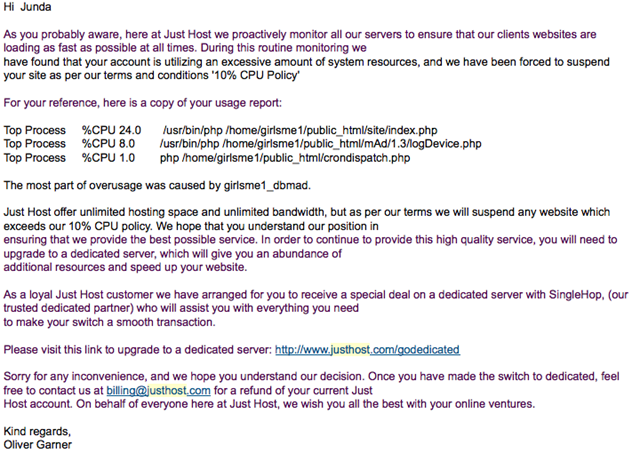 Hi  Junda
As you probably aware, here at Just Host we proactively monitor all our servers to ensure that our clients websites are
loading as fast as possible at all times. During this routine monitoring we
have found that your account is utilizing an excessive amount of system resources, and we have been forced to suspend
your site as per our terms and conditions '10% CPU Policy'
For your reference, here is a copy of your usage report:
Top Process    %CPU 24.0    /usr/bin/php /home/girlsme1/public_html/site/index.php
Top Process    %CPU 8.0    /usr/bin/php /home/girlsme1/public_html/mAd/1.3/logDevice.php
Top Process    %CPU 1.0    php /home/girlsme1/public_html/crondispatch.php
The most part of overusage was caused by girlsme1_dbmad.
Just Host offer unlimited hosting space and unlimited bandwidth, but as per our terms we will suspend any website which
exceeds our 10% CPU policy. We hope that you understand our position in
ensuring that we provide the best possible service. In order to continue to provide this high quality service, you will need to
upgrade to a dedicated server, which will give you an abundance of
additional resources and speed up your website.
As a loyal Just Host customer we have arranged for you to receive a special deal on a dedicated server with SingleHop, (our
trusted dedicated partner) who will assist you with everything you need
to make your switch a smooth transaction.
Please visit this link to upgrade to a dedicated server: http://www.justhost.com/godedicated
Sorry for any inconvenience, and we hope you understand our decision. Once you have made the switch to dedicated, feel
free to contact us at billing@justhost.com for a refund of your current Just
Host account. On behalf of everyone here at Just Host, we wish you all the best with your online ventures.
Kind regards,
Oliver Garner